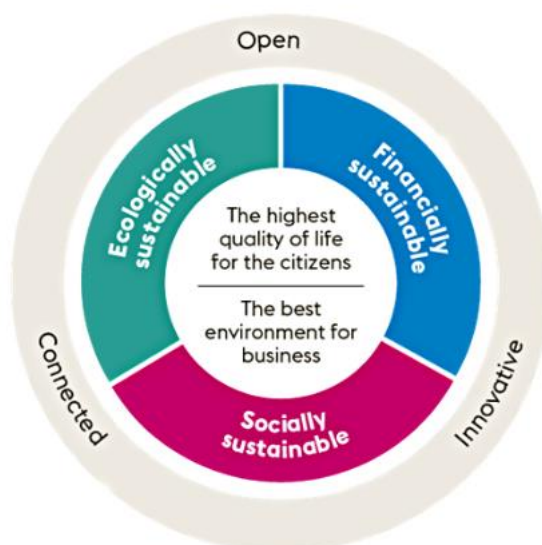 Open
Ecologically
sustainable
Financially
sustainable
The highest
quality of life
for the citizens
The best
environment for
business
Connected
Innovative
Socially
sustainable